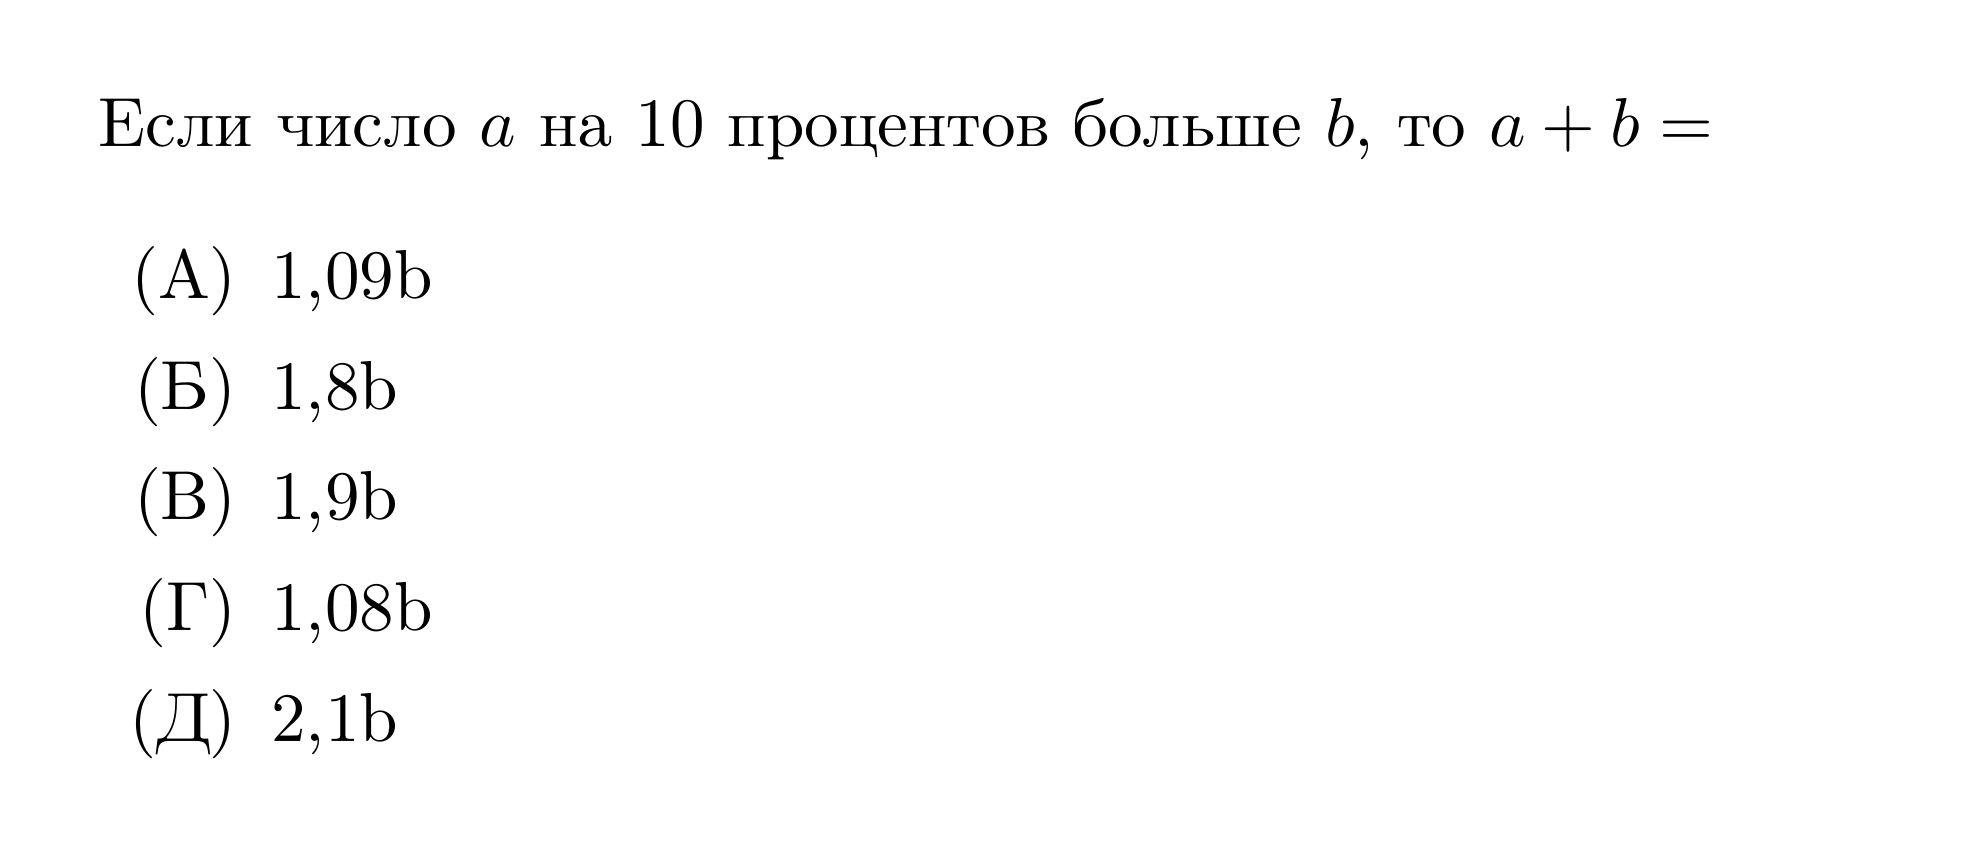 Если число a на 10 процентов больше b, то a + b =
(А) 1,09b
(Б) 1,8b
(В) 1,9b
(Г) 1,08b
(Д) 2,1b